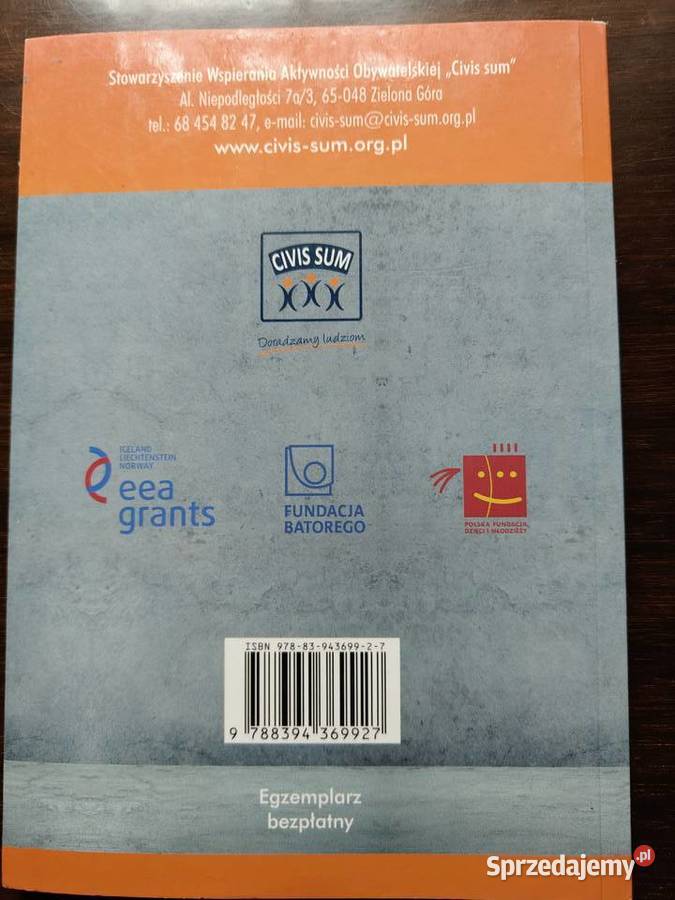 Stowarzyszenie Wspierania Aktywności Obywatelskiej „Civis sum”
Al. Niepodległości 7a/3, 65-048 Zielona Góra
tel.: 68 454 82 47, e-mail: civis-sum@civis-sum.org.pl
www.civis-sum.org.pl
CIVIS SUM
Doradzamy ludziom
ICELAND
LIECHTENSTEIN
NORWAY
eea
grants
FUNDACJA
BATOREGO
POLSKA FUNDACJA
DZIECI I MŁODZIEŻY
ISBN 978-83-943699-2-7
9 788394 369927
Egzemplarz
bezpłatny
Sprzedajemy.pl